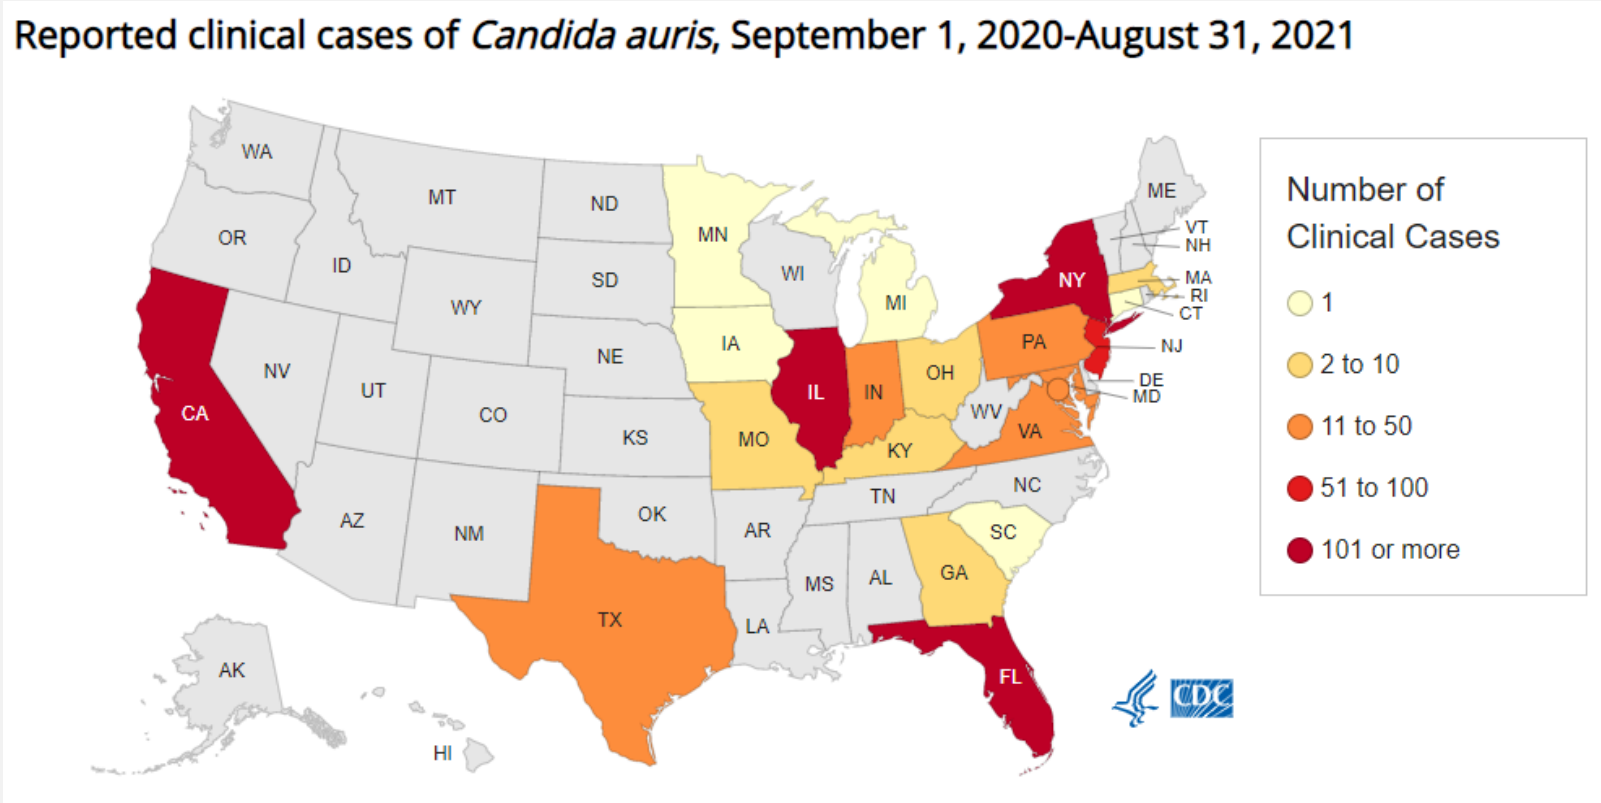 Reported clinical cases of Candida auris, September 1, 2020-August 31, 2021
WA
MT
ND
MN
ME
VT
NH
OR
ID
SD
WI
NY
MA
WY
MI
RI
CT
IA
PA
NJ
NV
NE
OH
UT
IL
IN
DE
MD
CA
CO
WV
KS
MO
KY
VA
AZ
NM
OK
TN
NC
AR
SC
MS
AL
GA
TX
LA
AK
FL
HI
Number of
Clinical Cases
1
2 to 10
11 to 50
51 to 100
101 or more
CDC